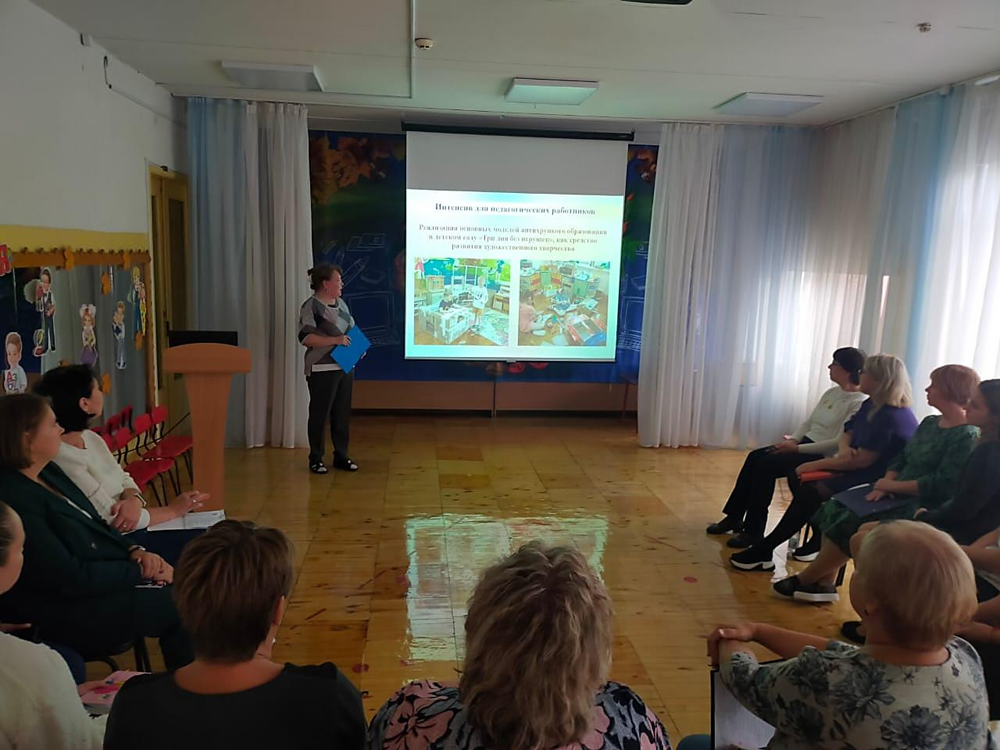 Интенсив для педагогических работников
Реализация основных моделей антихрупкого образования
в детском саду «Три дня без игрушек», как средство
развития художественного творчества
Я
АЗ